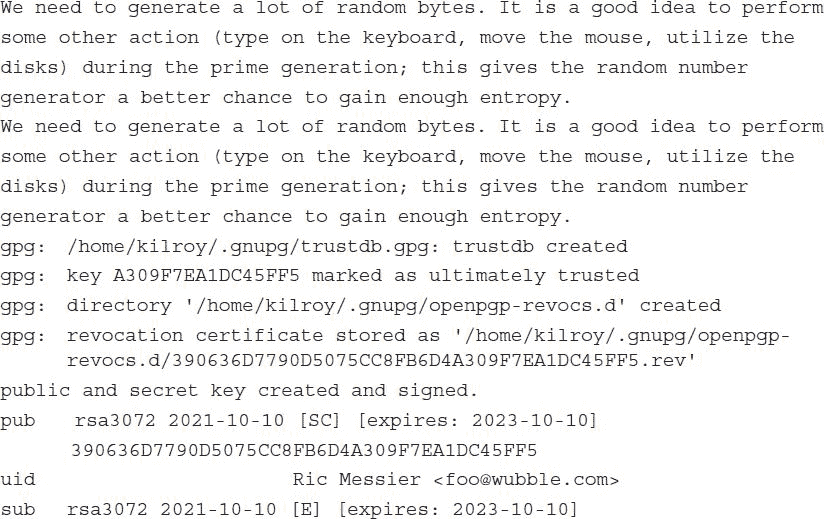 We need to generate a lot of random bytes. It is a good idea to perform
some other action (type on the keyboard, move the mouse, utilize the
disks) during the prime generation; this gives the random number
generator a better chance to gain enough entropy.
We need to generate a lot of random bytes. It is a good idea to perform
some other action (type on the keyboard, move the mouse, utilize the
disks) during the prime generation; this gives the random number
generator a better chance to gain enough entropy.
gpg: /home/kilroy/.gnupg/trustdb.gpg: trustdb created
gpg: key A309F7EA1DC45FF5 marked as ultimately trusted
gpg: directory '/home/kilroy/.gnupg/openpgp-revocs.d' created
gpg: revocation certificate stored as '/home/kilroy/.gnupg/openpgp-
revocs.d/390636D7790D5075CC8FB6D4A309F7EA1DC45FF5.rev'
public and secret key created and signed.
pub rsa3072 2021-10-10 [SC] [expires: 2023-10-10]
390636D7790D5075CC8FB6D4A309F7EA1DC45FF5
uid Ric Messier <foo@wubble.com>
sub rsa3072 2021-10-10 [E] [expires: 2023-10-10]